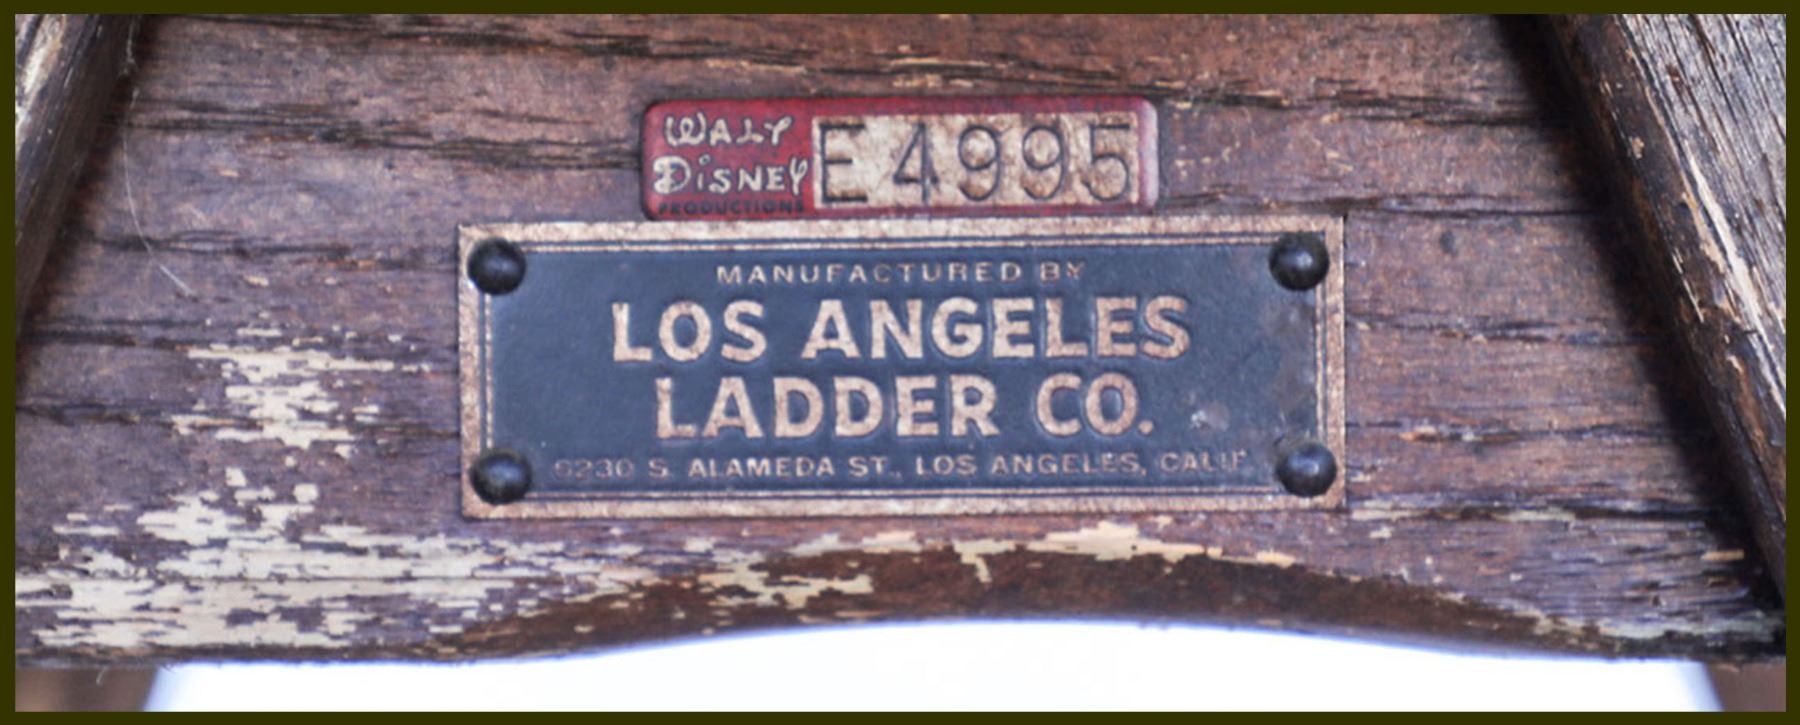 WALT
DISNEY
PRODUCTIONS
E 4995
MANUFACTURED BY
LOS ANGELES
LADDER CO.
6230 S. ALAMEDA ST., LOS ANGELES, CALIF